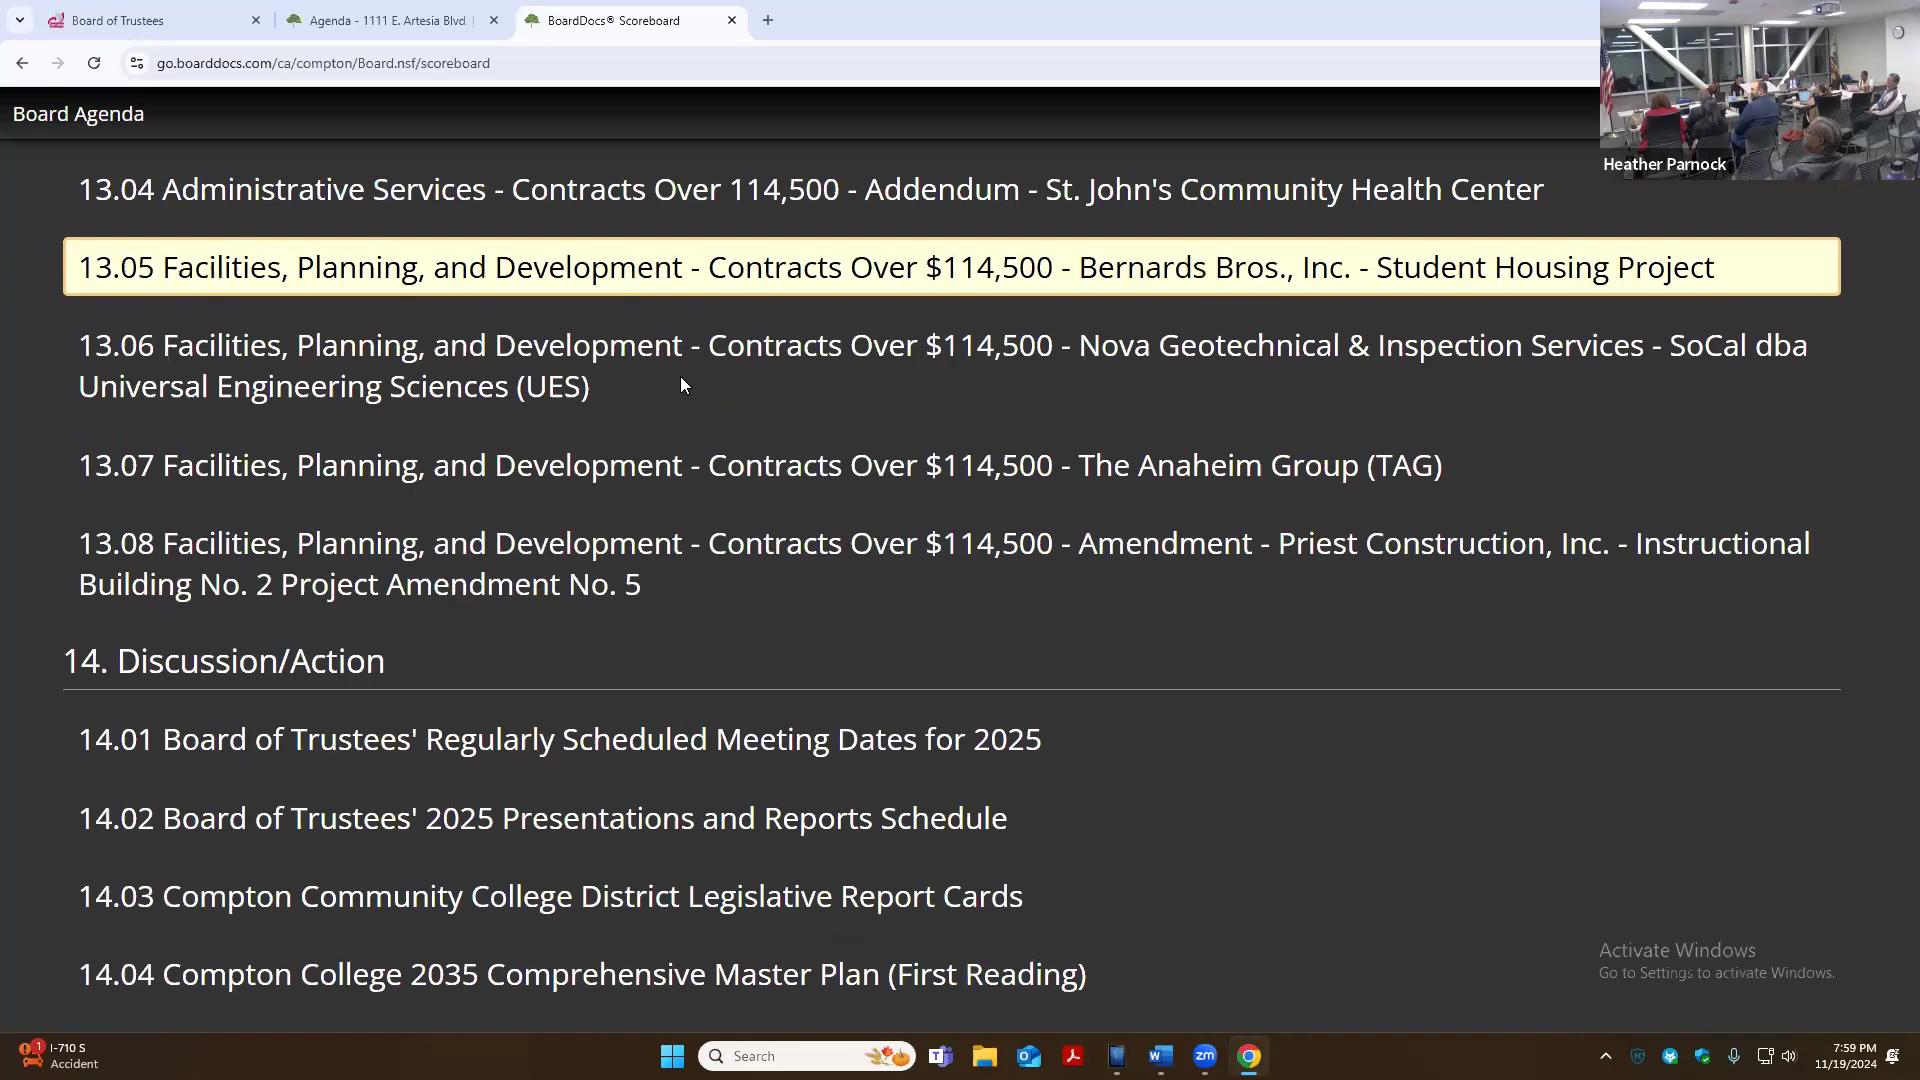 Board of Trustees
Agenda - 1111 E. Artesia Blvd.
BoardDocs® Scoreboard
go.boarddocs.com/ca/compton/Board.nsf/scoreboard
Board Agenda
Heather Parnock
13.04 Administrative Services - Contracts Over 114,500 - Addendum - St. John's Community Health Center
13.05 Facilities, Planning, and Development - Contracts Over $114,500 - Bernards Bros., Inc. - Student Housing Project
13.06 Facilities, Planning, and Development - Contracts Over $114,500 - Nova Geotechnical & Inspection Services - SoCal dba
Universal Engineering Sciences (UES)
13.07 Facilities, Planning, and Development - Contracts Over $114,500 - The Anaheim Group (TAG)
13.08 Facilities, Planning, and Development - Contracts Over $114,500 - Amendment - Priest Construction, Inc. - Instructional
Building No. 2 Project Amendment No. 5
14. Discussion/Action
14.01 Board of Trustees' Regularly Scheduled Meeting Dates for 2025
14.02 Board of Trustees' 2025 Presentations and Reports Schedule
14.03 Compton Community College District Legislative Report Cards
14.04 Compton College 2035 Comprehensive Master Plan (First Reading)
Activate Windows
Go to Settings to activate Windows.
1
I-710 S
Accident
Search
zm
7:59 PM
11/19/2024